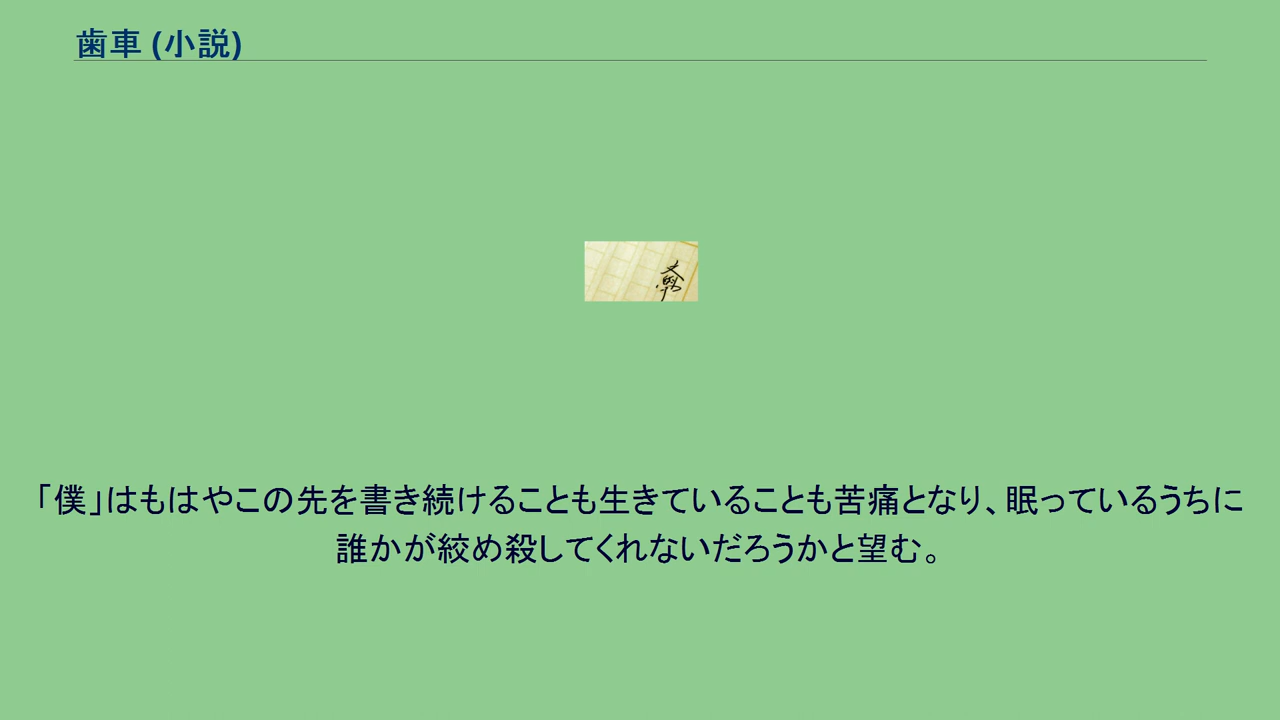 歯車 (小説)
「僕」はもはやこの先を書き続けることも生きていることも苦痛となり、眠っているうちに
誰かが絞め殺してくれないだろうかと望む。